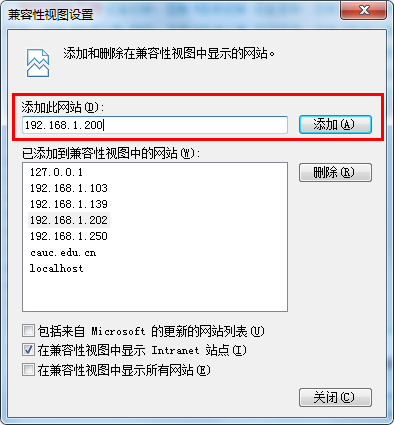 兼容性视图设置
添加和删除在兼容性视图中显示的网站。
添加此网站(D):
192.168.1.200
添加(A)
已添加到兼容性视图中的网站(W):
127.0.0.1
192.168.1.103
192.168.1.139
192.168.1.202
192.168.1.250
cauc.edu.cn
localhost
删除(R)
包括来自 Microsoft 的更新的网站列表(U)
在兼容性视图中显示 Intranet 站点(I)
在兼容性视图中显示所有网站(E)
关闭(C)